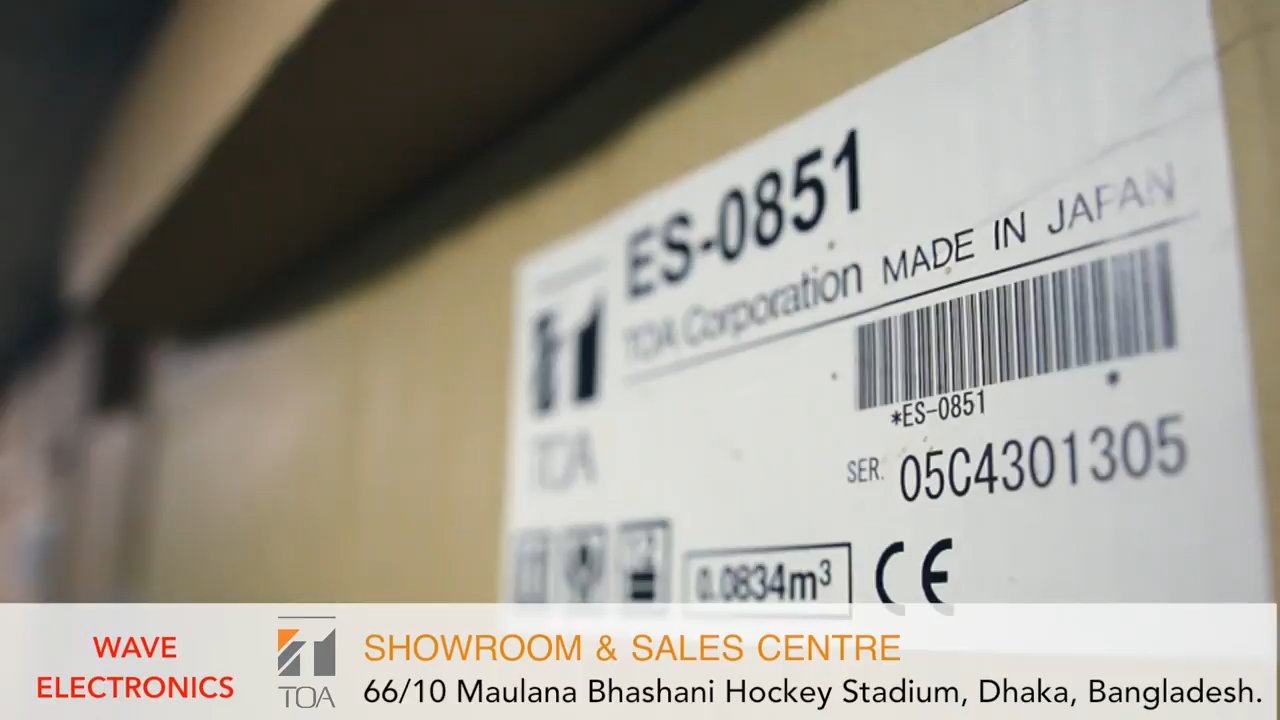 ES-0851
TOA Corporation MADE IN JAPAN
TOA
*ES-0851 *
SER. 05C4301305
0.0834m³
CE
WAVE
ELECTRONICS
TOA
SHOWROOM & SALES CENTRE
66/10 Maulana Bhashani Hockey Stadium, Dhaka, Bangladesh.